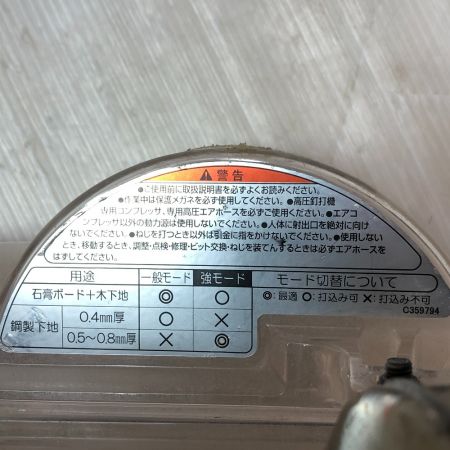 ⚠警告
●ご使用前に取扱説明書を必ずよくお読みください。
●作業中は保護メガネを必ず使用してください。●高圧釘打機
専用コンプレッサ、専用高圧エアホースを必ずご使用ください。●エアコ
ンプレッサ以外の動力源は使用しないでください。●人体に射出口を絶対に向け
ないでください。●ねじを打つとき以外は引金に指をかけないでください。●使用しない
とき、移動するとき、調整・点検・修理・ビット交換・ねじを装てんするときは必ずエアホースを
はずしてください。
用途 一般モード 強モード モード切替について
石膏ボード+木下地 ◎ ○ ◎:最適 ○:打込み可 ×:打込み不可
鋼製下地 0.4mm厚 ○ × C359794
0.5〜0.8mm厚 × ◎